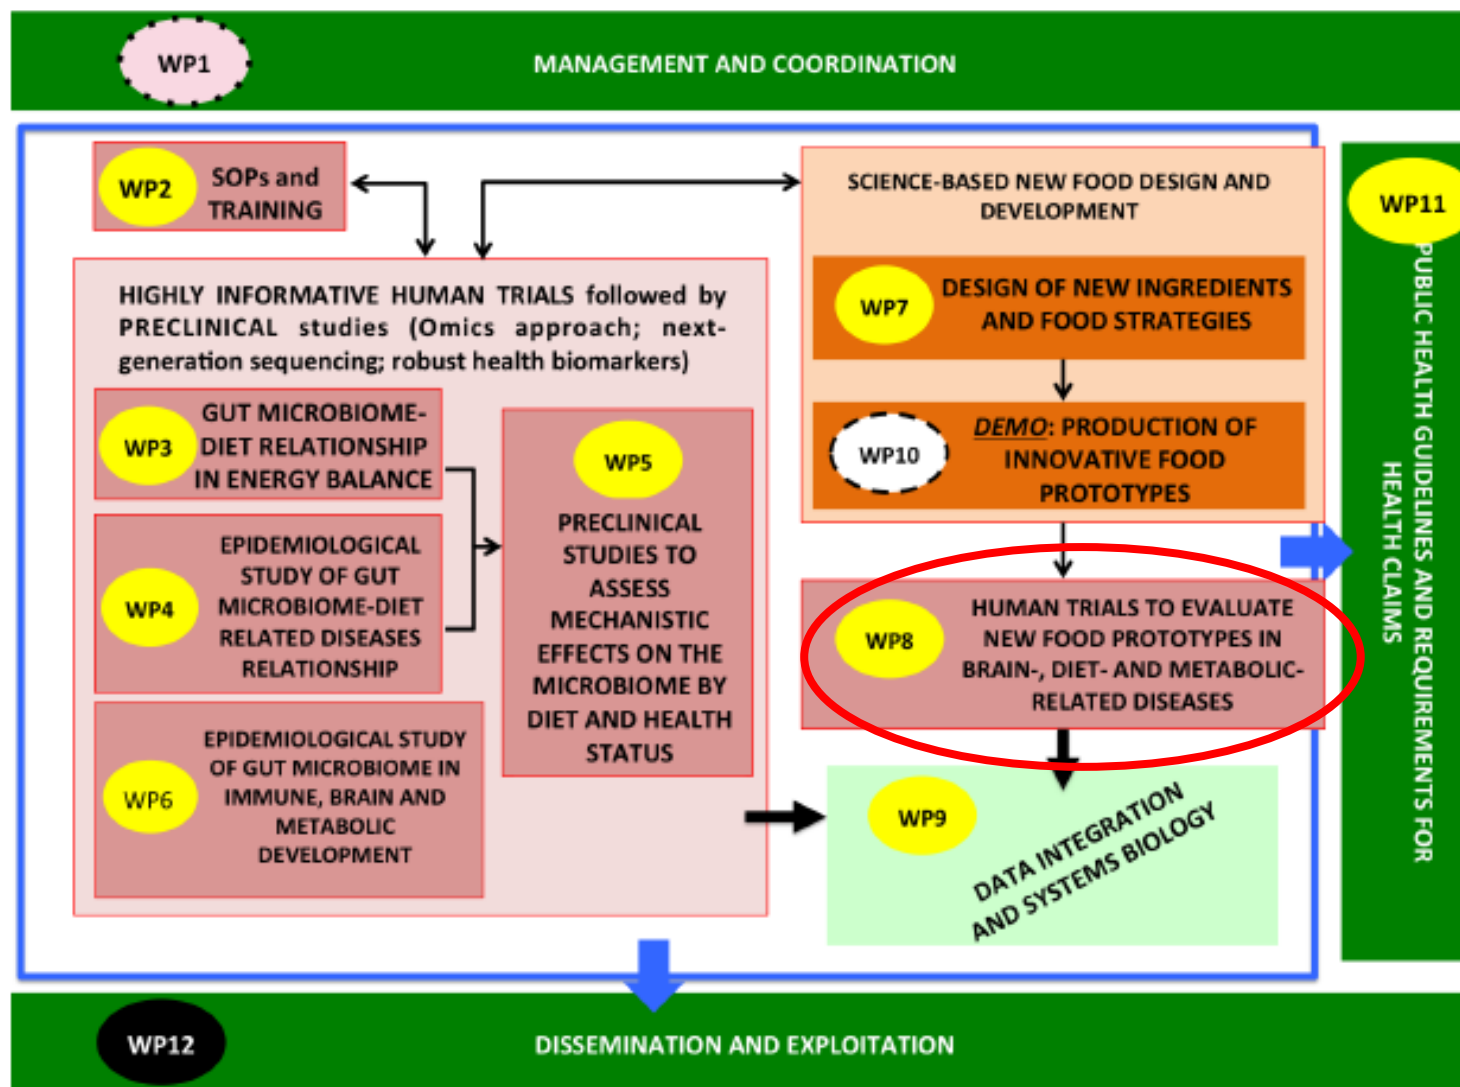 WP1
MANAGEMENT AND COORDINATION
WP2
SOPs and
TRAINING
HIGHLY INFORMATIVE HUMAN TRIALS followed by
PRECLINICAL studies (Omics approach; next-
generation sequencing; robust health biomarkers)
WP3
GUT MICROBIOME-
DIET RELATIONSHIP
IN ENERGY BALANCE
WP4
EPIDEMIOLOGICAL
STUDY OF GUT
MICROBIOME-DIET
RELATED DISEASES
RELATIONSHIP
WP5
PRECLINICAL
STUDIES TO
ASSESS
MECHANISTIC
EFFECTS ON THE
MICROBIOME BY
DIET AND HEALTH
STATUS
WP6
EPIDEMIOLOGICAL STUDY
OF GUT MICROBIOME IN
IMMUNE, BRAIN AND
METABOLIC
DEVELOPMENT
SCIENCE-BASED NEW FOOD DESIGN AND
DEVELOPMENT
WP7
DESIGN OF NEW INGREDIENTS
AND FOOD STRATEGIES
WP10
DEMO: PRODUCTION OF
INNOVATIVE FOOD
PROTOTYPES
WP8
HUMAN TRIALS TO EVALUATE
NEW FOOD PROTOTYPES IN
BRAIN-, DIET- AND METABOLIC-
RELATED DISEASES
WP9
DATA INTEGRATION
AND SYSTEMS BIOLOGY
WP11
PUBLIC HEALTH GUIDELINES AND REQUIREMENTS FOR
HEALTH CLAIMS
WP12
DISSEMINATION AND EXPLOITATION